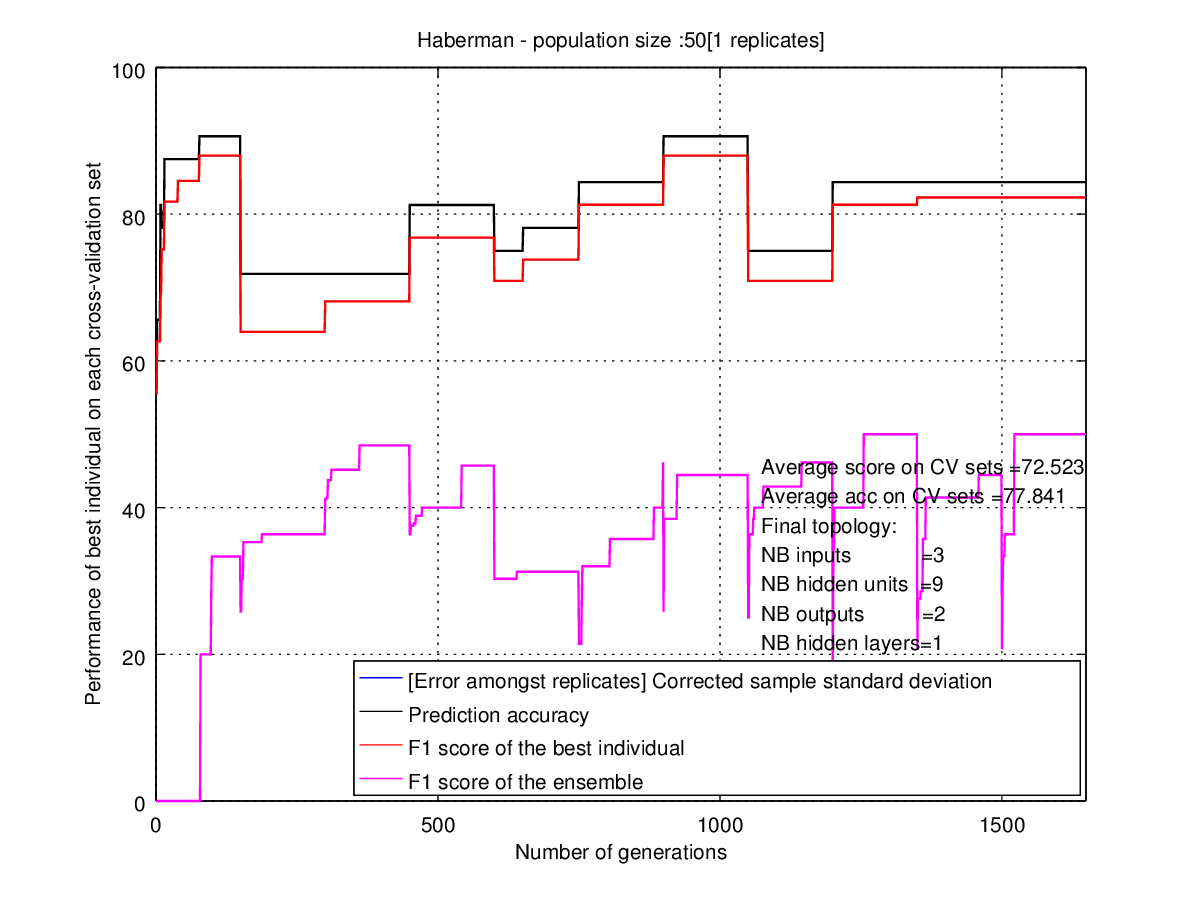 Haberman - population size :50[1 replicates]
Performance of best individual on each cross-validation set
100
80
60
40
20
0
0 500 1000 1500
Number of generations
Average score on CV sets =72.523
Average acc on CV sets =77.841
Final topology:
NB inputs =3
NB hidden units =9
NB outputs =2
NB hidden layers=1
[Error amongst replicates] Corrected sample standard deviation
Prediction accuracy
F1 score of the best individual
F1 score of the ensemble